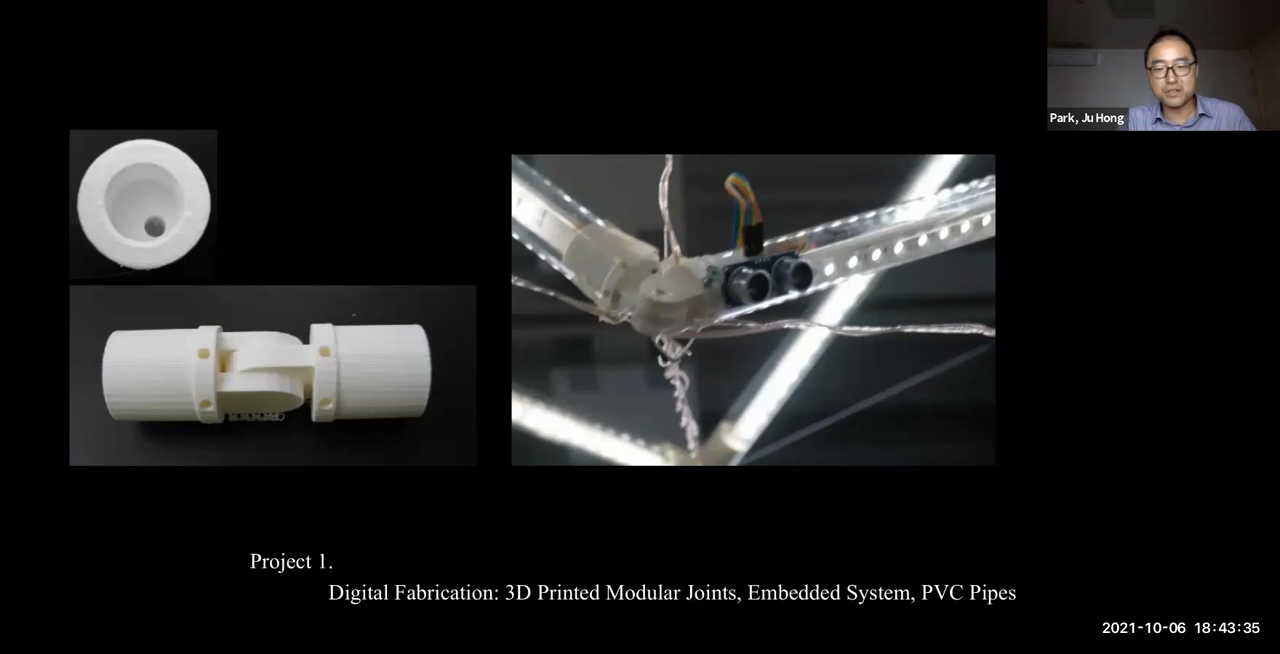 Park, Ju Hong
Project 1.
Digital Fabrication: 3D Printed Modular Joints, Embedded System, PVC Pipes
2021-10-06 18:43:35